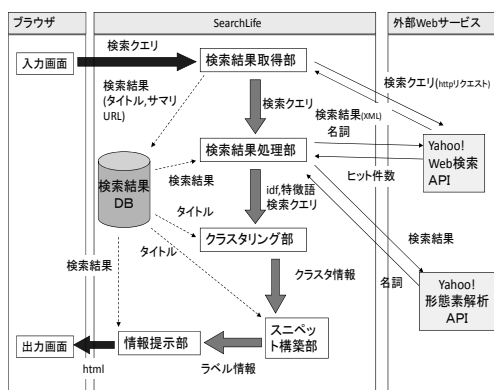 ブラウザ
SearchLife
外部Webサービス
検索クエリ
入力画面
検索結果取得部
検索クエリ(httpリクエスト)
検索結果
(タイトル,サマリ
URL)
検索クエリ
検索結果(XML)
名詞
Yahoo!
Web検索
API
検索結果処理部
検索結果
DB
検索結果
ヒット件数
idf,特徴語
検索クエリ
タイトル
クラスタリング部
検索結果
タイトル
検索結果
クラスタ情報
名詞
Yahoo!
形態素解析
API
出力画面
情報提示部
スニペッ
ト構築部
html
ラベル情報